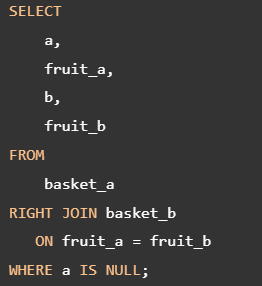 SELECT
    a,
    fruit_a,
    b,
    fruit_b
FROM
    basket_a
RIGHT JOIN basket_b
   ON fruit_a = fruit_b
WHERE a IS NULL;